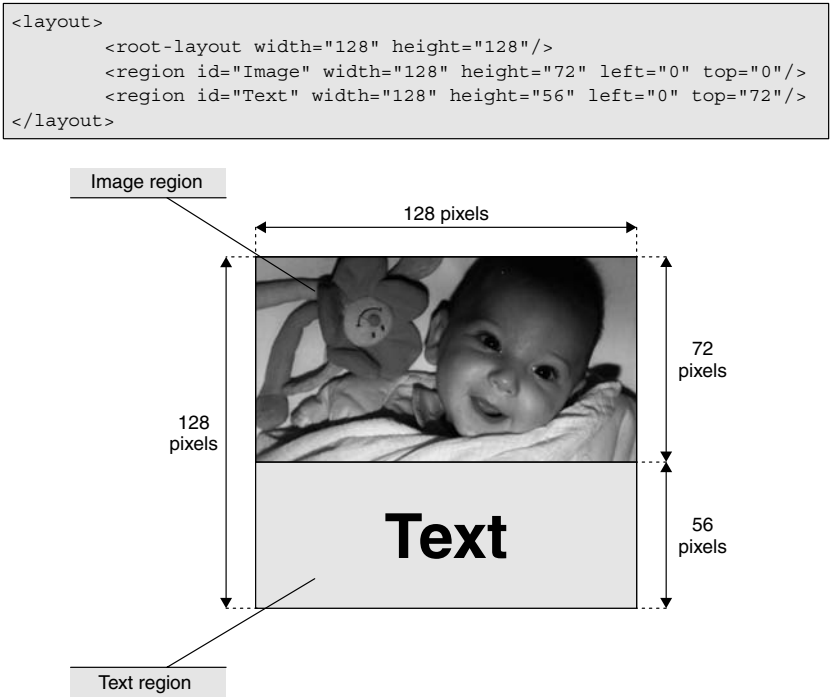 <layout>
<root-layout width="128" height="128"/>
<region id="Image" width="128" height="72" left="0" top="0"/>
<region id="Text" width="128" height="56" left="0" top="72"/>
</layout>
Image region
128 pixels
72
pixels
128
pixels
Text
56
pixels
Text region